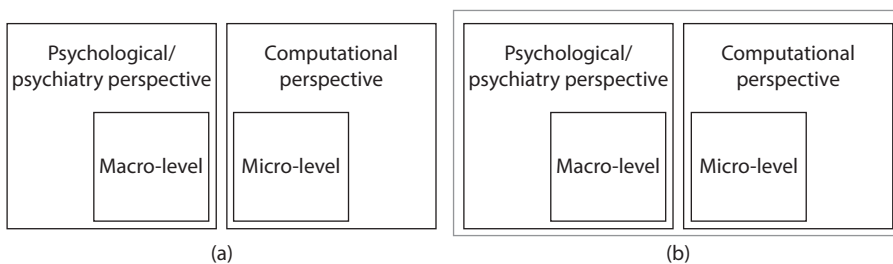 Psychological/
psychiatry perspective
Computational
perspective
Macro-level
Micro-level
(a)
Psychological/
psychiatry perspective
Computational
perspective
Macro-level
Micro-level
(b)